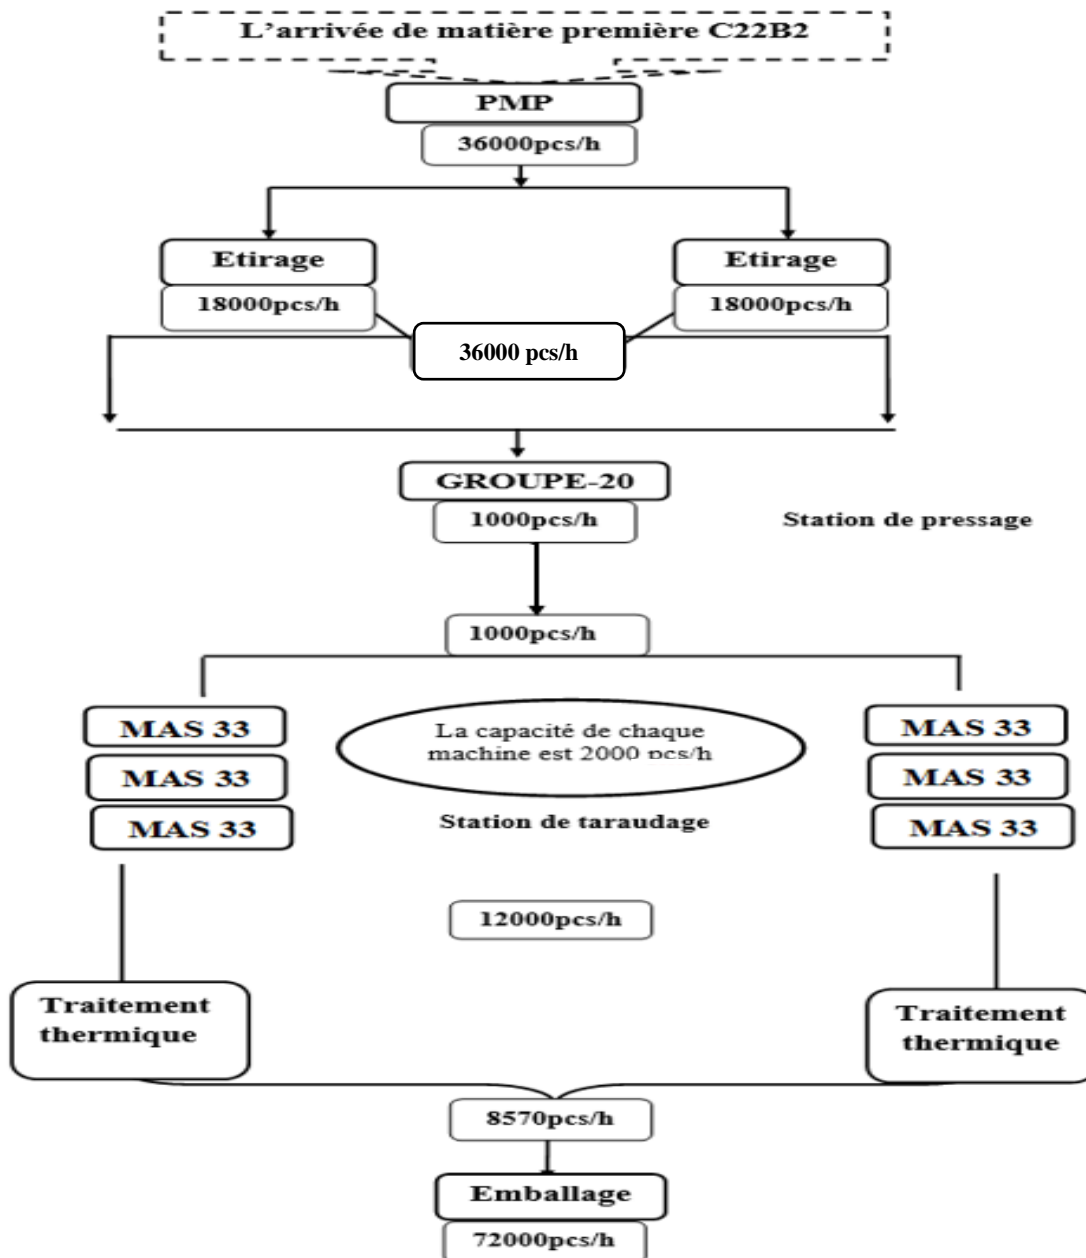 L’arrivée de matière première C22B2
PMP
36000pcs/h
Etirage
Etirage
18000pcs/h
18000pcs/h
36000 pcs/h
GROUPE-20
1000pcs/h
Station de pressage
1000pcs/h
MAS 33
MAS 33
MAS 33
La capacité de chaque
machine est 2000 pcs/h
MAS 33
MAS 33
MAS 33
Station de taraudage
12000pcs/h
Traitement
thermique
Traitement
thermique
8570pcs/h
Emballage
72000pcs/h